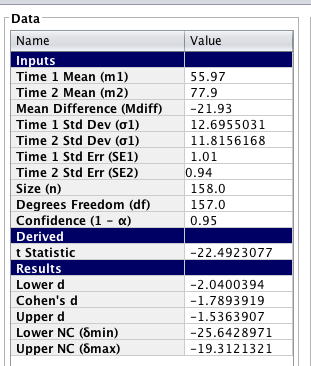 Data
Name Value
Inputs
Time 1 Mean (m1) 55.97
Time 2 Mean (m2) 77.9
Mean Difference (Mdiff) -21.93
Time 1 Std Dev (σ1) 12.6955031
Time 2 Std Dev (σ1) 11.8156168
Time 1 Std Err (SE1) 1.01
Time 2 Std Err (SE2) 0.94
Size (n) 158.0
Degrees Freedom (df) 157.0
Confidence (1 - α) 0.95
Derived
t Statistic -22.4923077
Results
Lower d -2.0400394
Cohen's d -1.7893919
Upper d -1.5363907
Lower NC (δmin) -25.6428971
Upper NC (δmax) -19.3121321